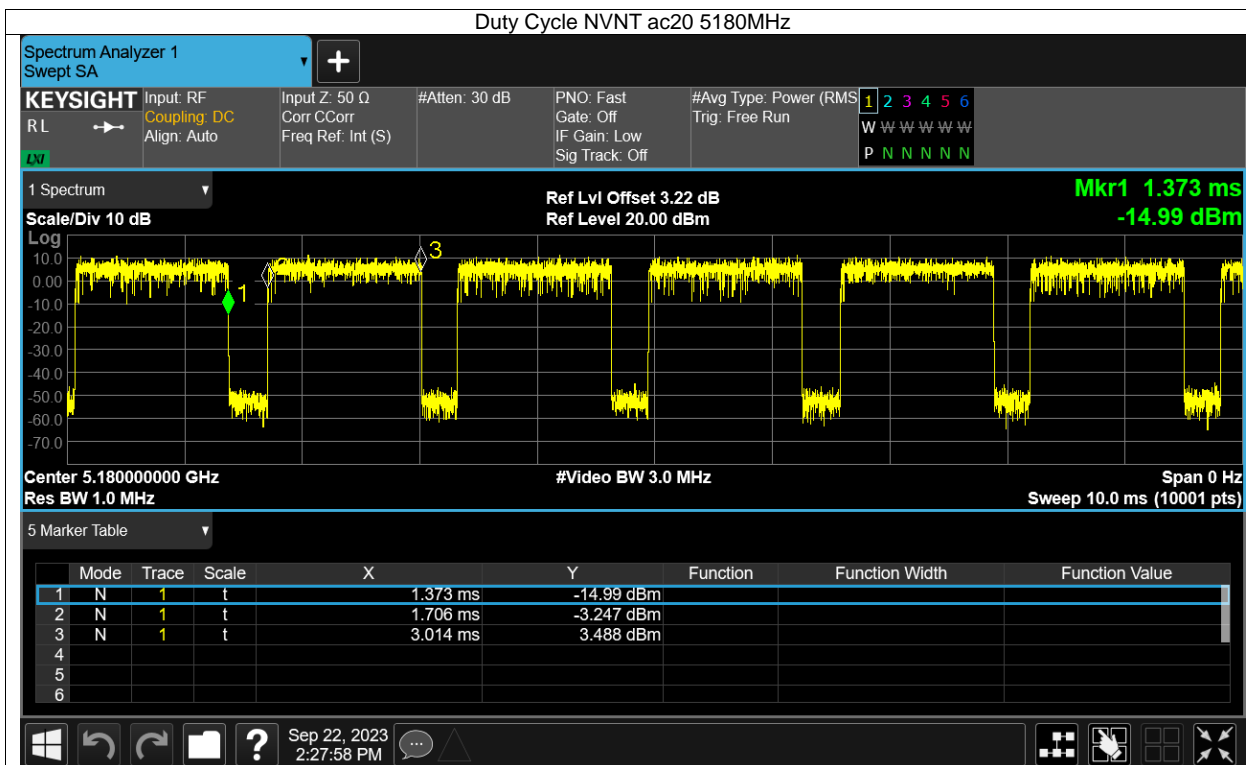 Duty Cycle NVNT ac20 5180MHz
Spectrum Analyzer 1
Swept SA
KEYSIGHT Input: RF Input Z: 50 Ω #Atten: 30 dB PNO: Fast #Avg Type: Power (RMS 1 2 3 4 5 6
R L Coupling: DC Corr CCorr Gate: Off Trig: Free Run
Align: Auto Freq Ref: Int (S) IF Gain: Low W W W W W W
LXI Sig Track: Off P N N N N N
1 Spectrum Ref Lvl Offset 3.22 dB Mkr1 1.373 ms
Scale/Div 10 dB Ref Level 20.00 dBm -14.99 dBm
Log
10.0
0.00
-10.0
-20.0
-30.0
-40.0
-50.0
-60.0
-70.0
1
3
Center 5.180000000 GHz #Video BW 3.0 MHz Span 0 Hz
Res BW 1.0 MHz Sweep 10.0 ms (10001 pts)
5 Marker Table
Mode Trace Scale X Y Function Function Width Function Value
1 N 1 t 1.373 ms -14.99 dBm
2 N 1 t 1.706 ms -3.247 dBm
3 N 1 t 3.014 ms 3.488 dBm
4
5
6
? Sep 22, 2023
2:27:58 PM